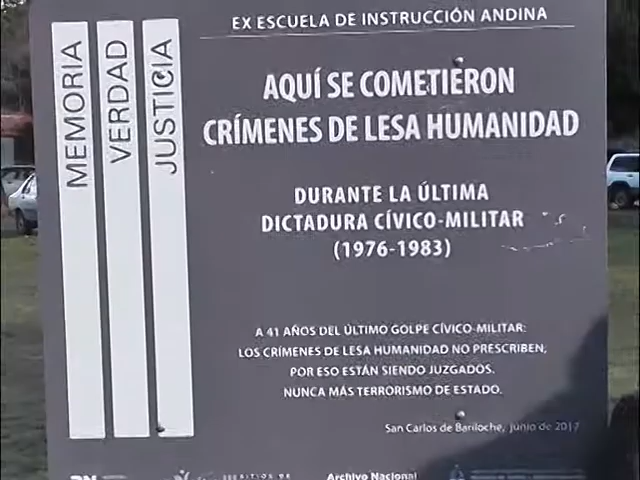 MEMORIA
VERDAD
JUSTICIA
EX ESCUELA DE INSTRUCCIÓN ANDINA
AQUÍ SE COMETIERON
CRÍMENES DE LESA HUMANIDAD
DURANTE LA ÚLTIMA
DICTADURA CÍVICO-MILITAR
(1976-1983)
A 41 AÑOS DEL ÚLTIMO GOLPE CÍVICO-MILITAR:
LOS CRÍMENES DE LESA HUMANIDAD NO PRESCRIBEN,
POR ESO ESTÁN SIENDO JUZGADOS.
NUNCA MÁS TERRORISMO DE ESTADO.
San Carlos de Bariloche, junio de 2017
SITIOS DE
Archivo Nacional